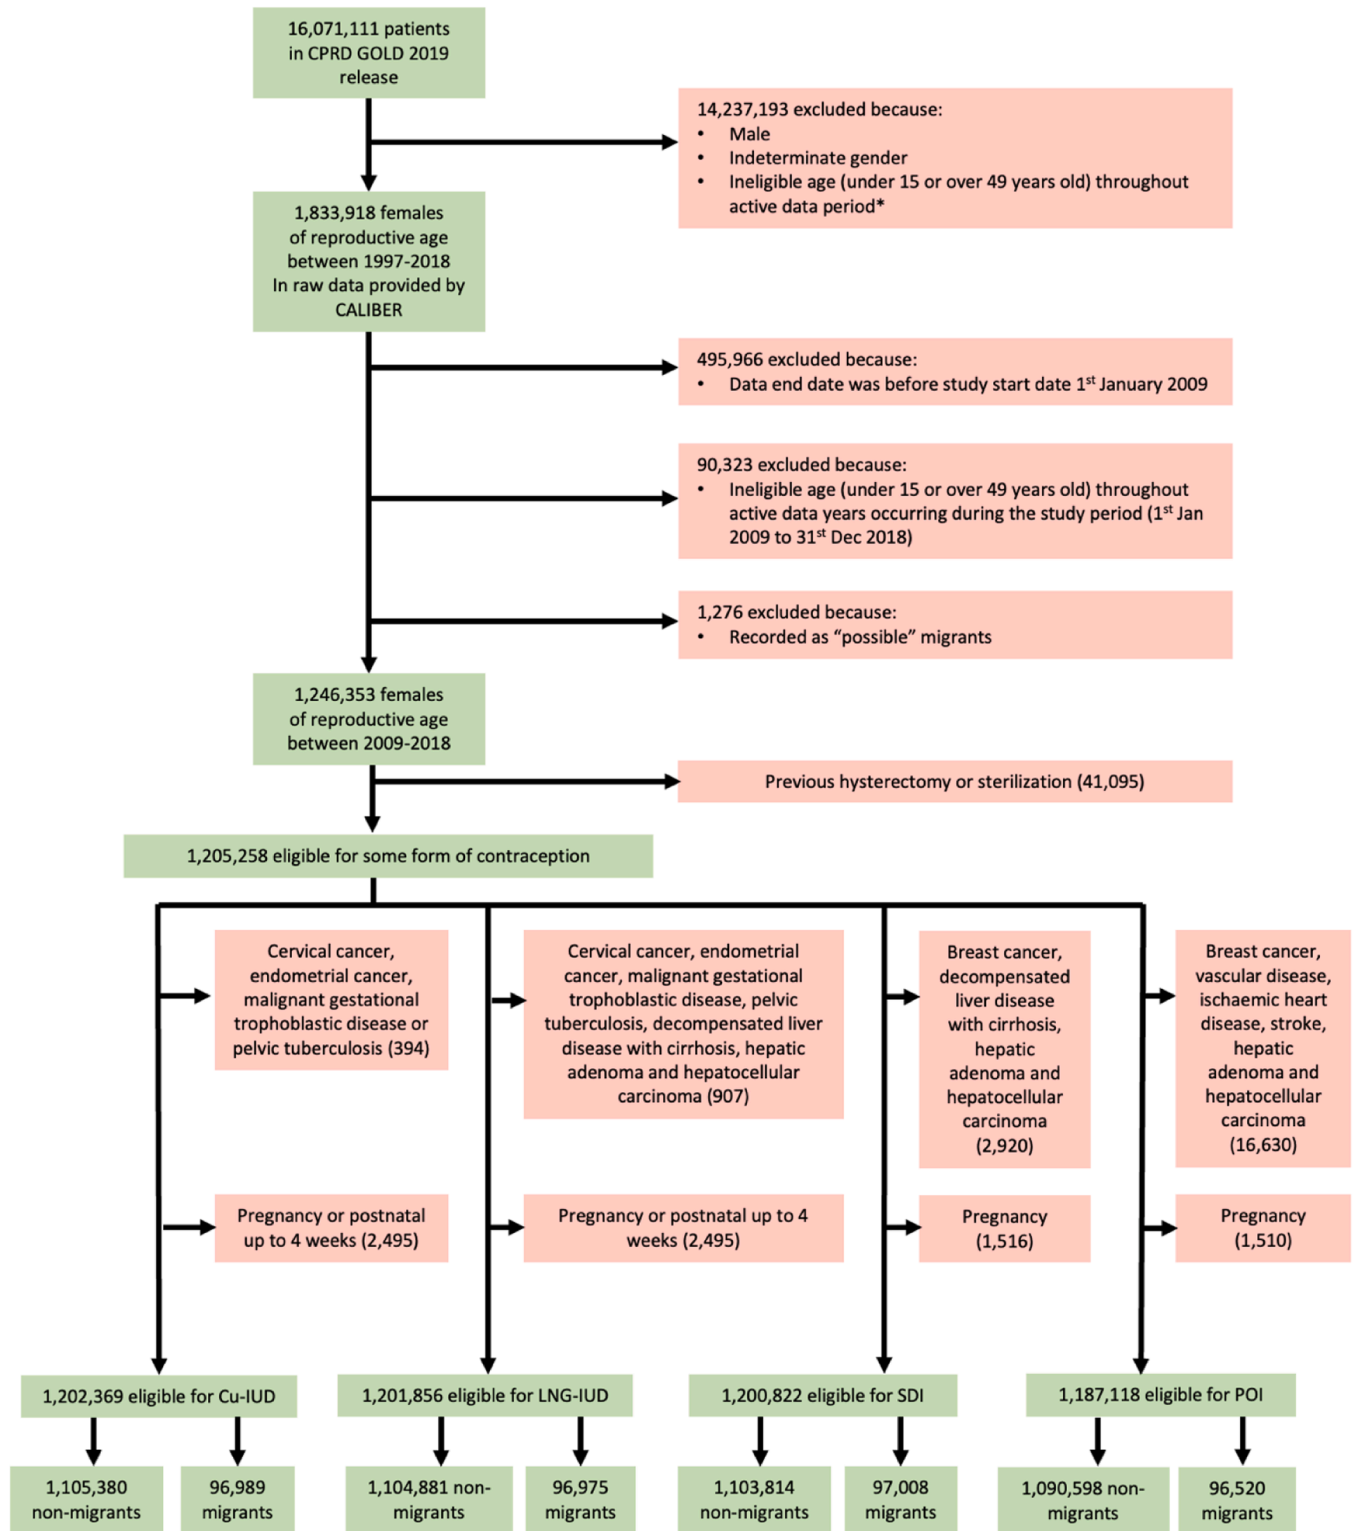 16,071,111 patients
in CPRD GOLD 2019
release
14,237,193 excluded because:
• Male
• Indeterminate gender
• Ineligible age (under 15 or over 49 years old) throughout
active data period*
1,833,918 females
of reproductive age
between 1997-2018
In raw data provided by
CALIBER
495,966 excluded because:
• Data end date was before study start date 1st January 2009
90,323 excluded because:
• Ineligible age (under 15 or over 49 years old) throughout
active data years occurring during the study period (1st Jan
2009 to 31st Dec 2018)
1,276 excluded because:
• Recorded as “possible” migrants
1,246,353 females
of reproductive age
between 2009-2018
Previous hysterectomy or sterilization (41,095)
1,205,258 eligible for some form of contraception
Cervical cancer,
endometrial cancer,
malignant gestational
trophoblastic disease or
pelvic tuberculosis (394)
Cervical cancer, endometrial
cancer, malignant gestational
trophoblastic disease, pelvic
tuberculosis, decompensated liver
disease with cirrhosis, hepatic
adenoma and hepatocellular
carcinoma (907)
Breast cancer,
decompensated
liver disease
with cirrhosis,
hepatic
adenoma and
hepatocellular
carcinoma
(2,920)
Breast cancer,
vascular disease,
ischaemic heart
disease, stroke,
hepatic
adenoma and
hepatocellular
carcinoma
(16,630)
Pregnancy or postnatal
up to 4 weeks (2,495)
Pregnancy or postnatal up to 4
weeks (2,495)
Pregnancy
(1,516)
Pregnancy
(1,510)
1,202,369 eligible for Cu-IUD
1,201,856 eligible for LNG-IUD
1,200,822 eligible for SDI
1,187,118 eligible for POI
1,105,380
non-migrants
96,989
migrants
1,104,881 non-
migrants
96,975
migrants
1,103,814
non-migrants
97,008
migrants
1,090,598 non-
migrants
96,520
migrants